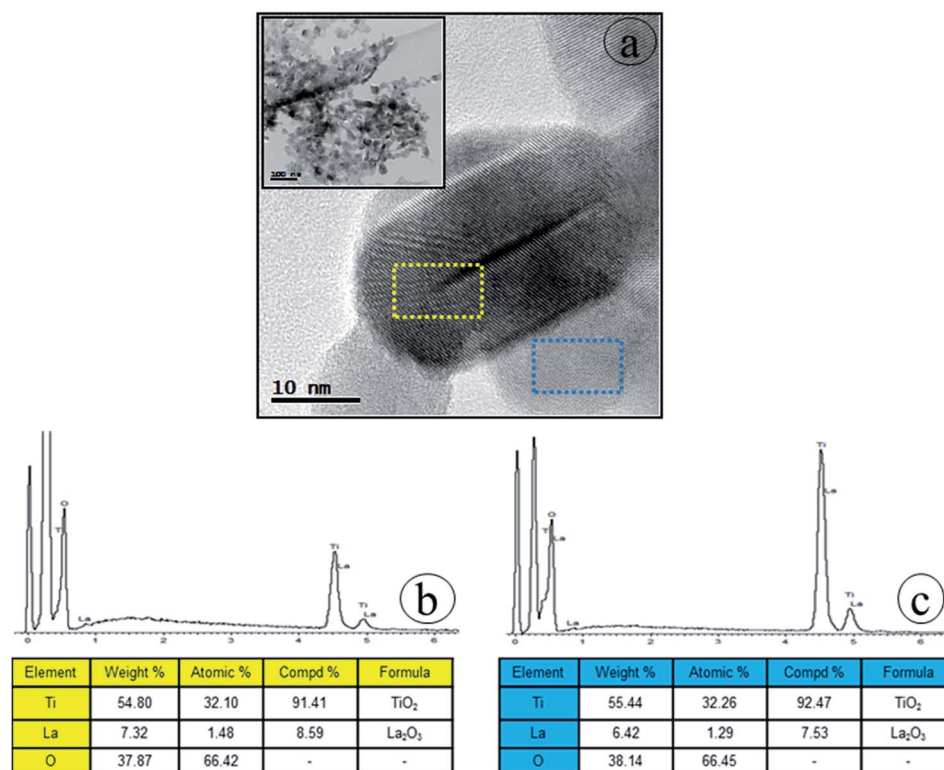 a
100 nm
10 nm
Ti
O
Ti
La
Ti
La
Ti
La
La
b
0 1 2 3 4 5 6
Ti
La
O
Ti
La
Ti
La
La
c
0 1 2 3 4 5 6
Element Weight % Atomic % Compd % Formula
Ti 54.80 32.10 91.41 TiO₂
La 7.32 1.48 8.59 La₂O₃
O 37.87 66.42 - -
Element Weight % Atomic % Compd % Formula
Ti 55.44 32.26 92.47 TiO₂
La 6.42 1.29 7.53 La₂O₃
O 38.14 66.45 - -